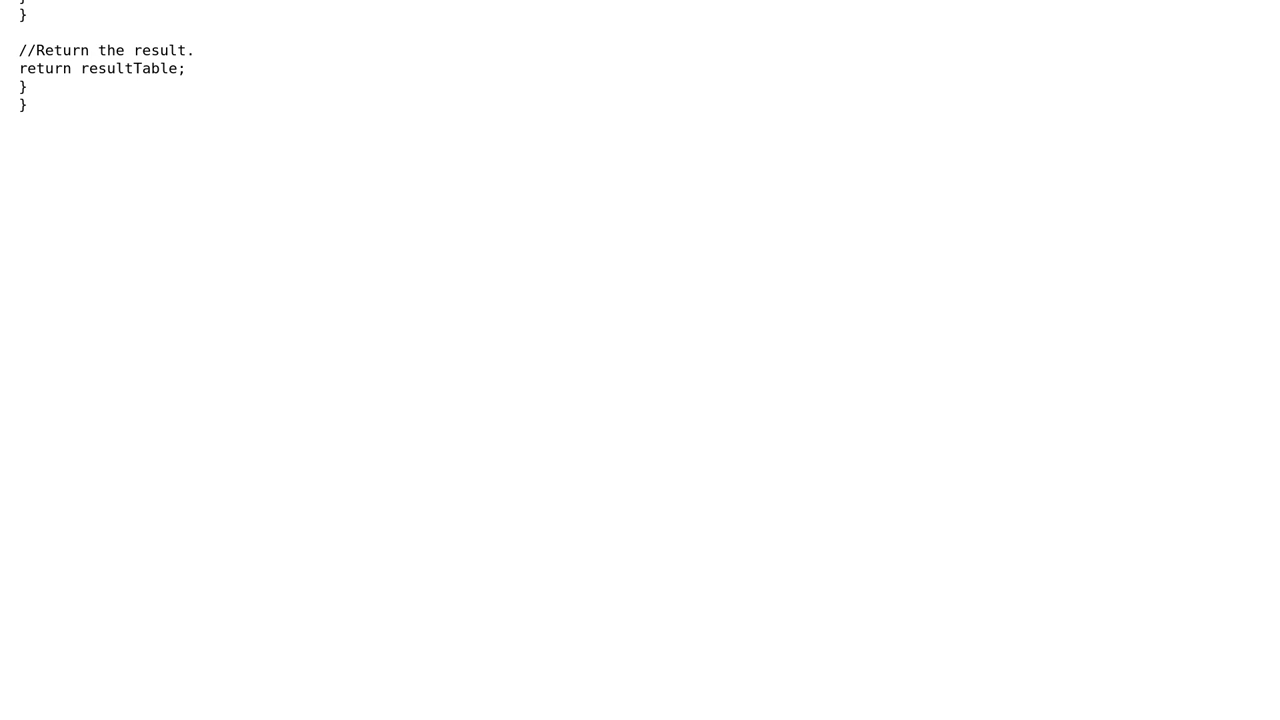 }

//Return the result.
return resultTable;
}
}